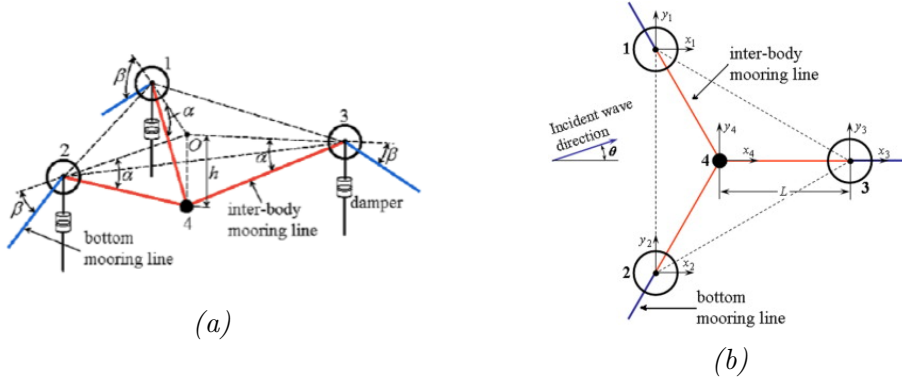 1
β
α
3
O
2
α
α
β
h
β
4
damper
inter-body
mooring line
bottom
mooring line
(a)
y₁
1
x₁
inter-body
mooring line
Incident wave
direction
θ
y₄
y₃
4
x₄
x₃
3
L
y₂
2
x₂
bottom
mooring line
(b)